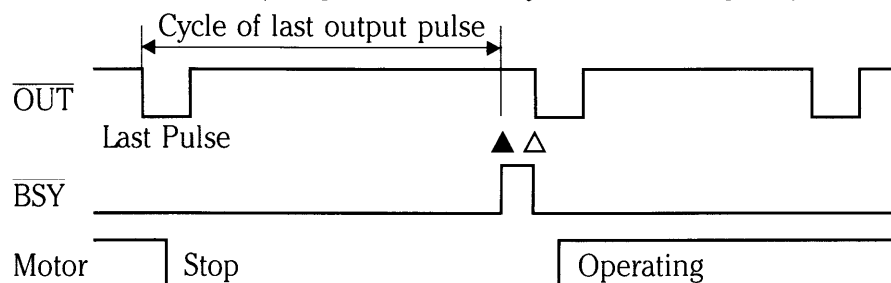 Cycle of last output pulse
OUT
Last Pulse
▲ △
BSY
Motor Stop Operating